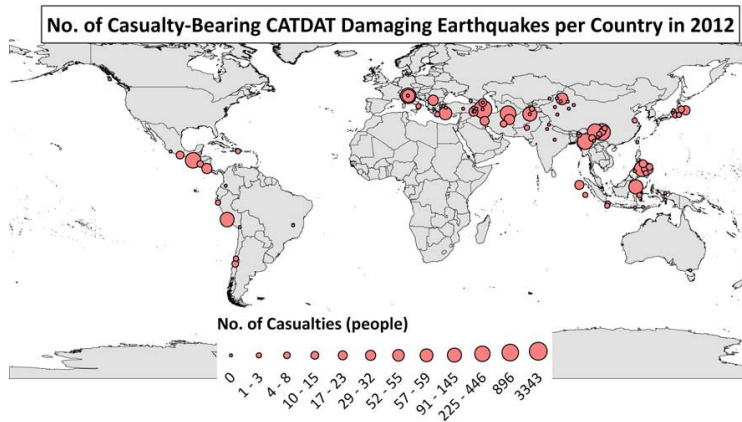 No. of Casualty-Bearing CATDAT Damaging Earthquakes per Country in 2012
No. of Casualties (people)
0
1 - 3
4 - 8
10 - 15
17 - 23
29 - 32
52 - 55
57 - 59
91 - 145
225 - 446
896
3343